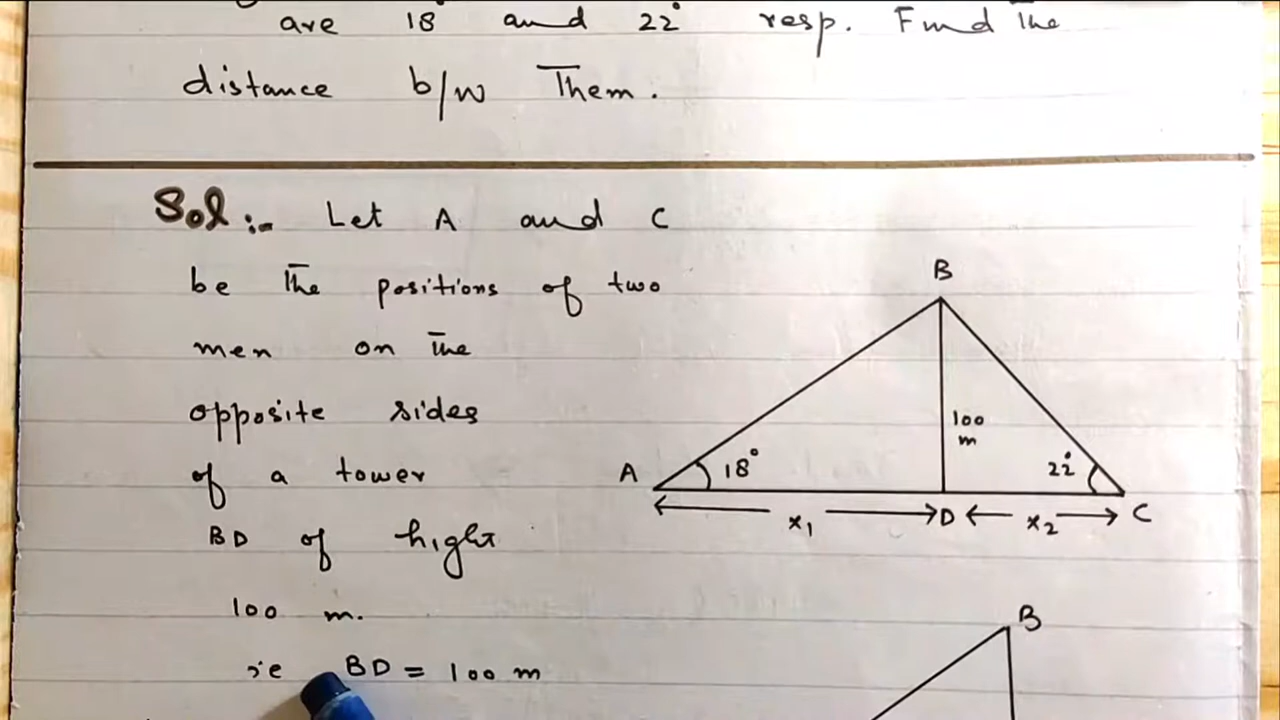 are 18° and 22° resp. Find The
distance b/w Them.
Sol :- Let A and C
be The positions of two
men on The
opposite sides
of a tower
BD of hight
100 m.
ie BD = 100 m
B
100
m
A 18° 22° C
x₁ D x₂
B